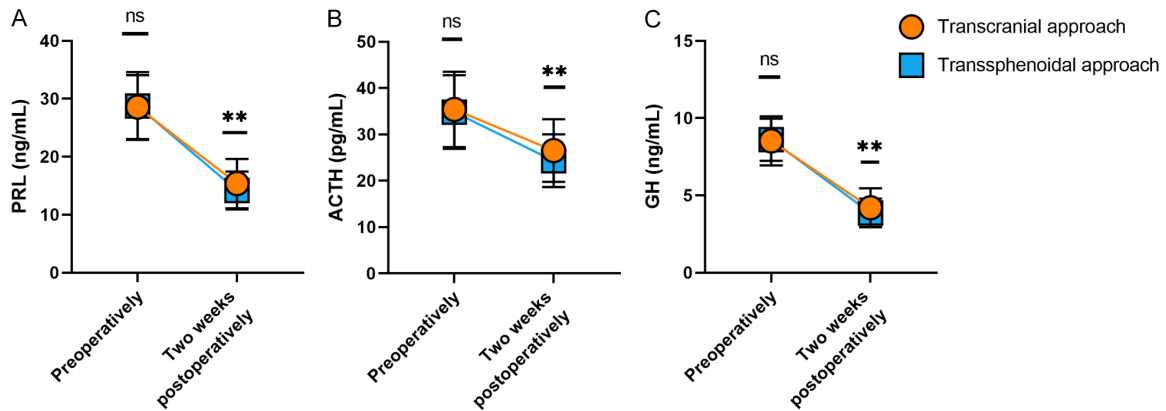 A
ns
40
30
20
10
0
**
PRL (ng/mL)
Preoperatively
Two weeks
postoperatively
B
ns
50
40
30
20
10
0
**
ACTH (pg/mL)
Preoperatively
Two weeks
postoperatively
C
ns
15
10
5
0
**
GH (ng/mL)
Preoperatively
Two weeks
postoperatively
Transcranial approach
Transsphenoidal approach